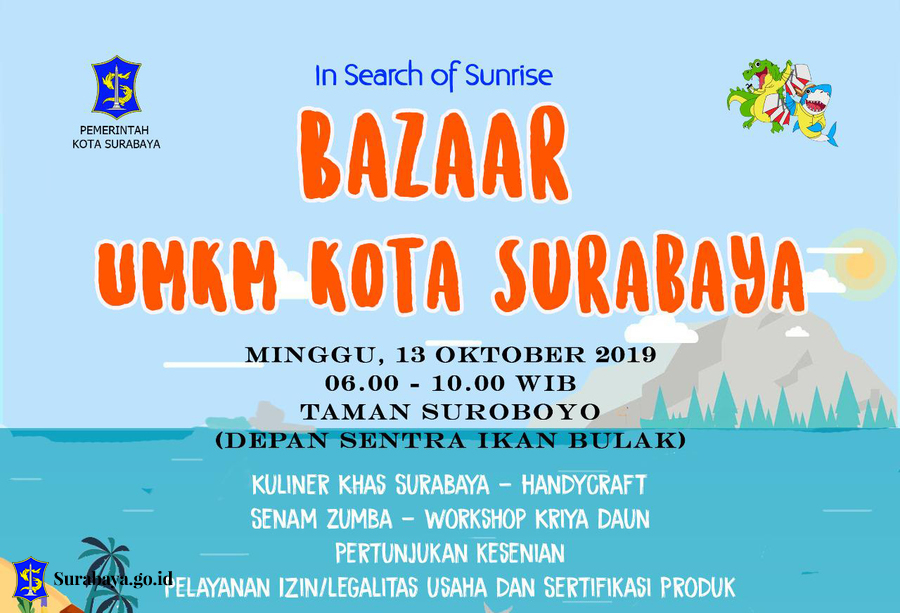 In Search of Sunrise
PEMERINTAH
KOTA SURABAYA
BAZAAR
UMKM KOTA SURABAYA
MINGGU, 13 OKTOBER 2019
06.00 - 10.00 WIB
TAMAN SUROBOYO
(DEPAN SENTRA IKAN BULAK)
KULINER KHAS SURABAYA - HANDYCRAFT
SENAM ZUMBA - WORKSHOP KRIYA DAUN
PERTUNJUKAN KESENIAN
Surabaya.go.id
PELAYANAN IZIN/LEGALITAS USAHA DAN SERTIFIKASI PRODUK